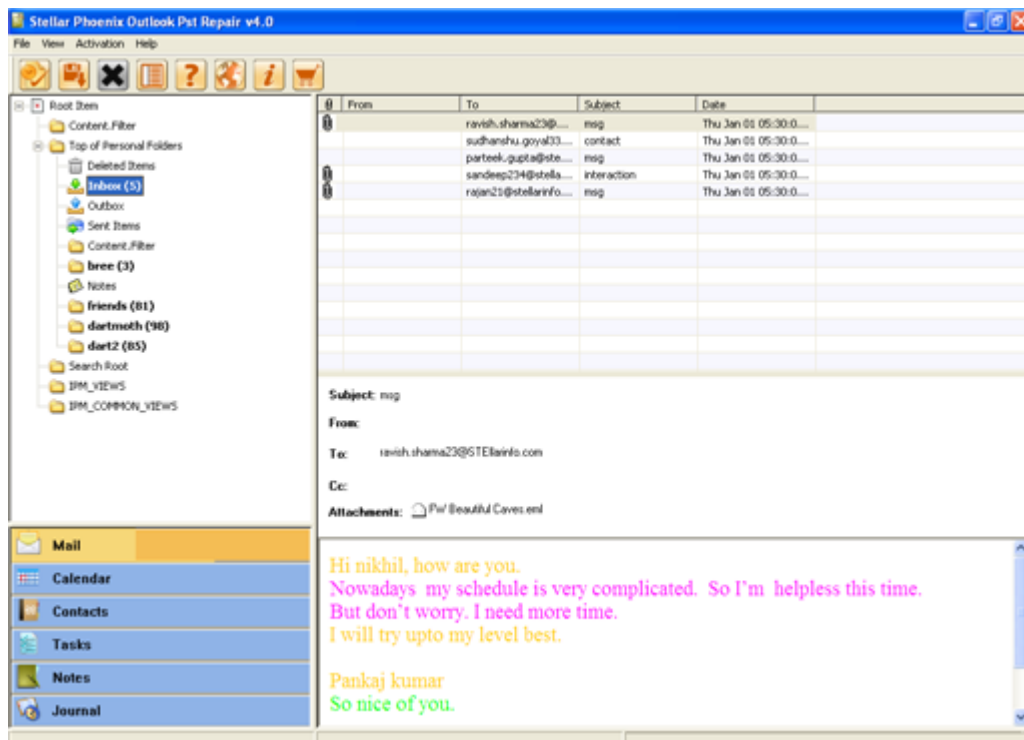 Stellar Phoenix Outlook Pst Repair v4.0
File View Activation Help
Root Item
Content.Filter
Top of Personal Folders
Deleted Items
Inbox (5)
Outbox
Sent Items
Content.Filter
bree (3)
Notes
friends (81)
dartmoth (98)
dart2 (85)
Search Root
IPM_VIEWS
IPM_COMMON_VIEWS
Mail
Calendar
Contacts
Tasks
Notes
Journal
From To Subject Date
ravish.sharma23@.... msg Thu Jan 01 05:30:0....
sudhanshu.goyal33.... contact Thu Jan 01 05:30:0....
parteek.gupta@ste.... msg Thu Jan 01 05:30:0....
sandeep234@stella... interaction Thu Jan 01 05:30:0....
rajan21@stellarinfo.... msg Thu Jan 01 05:30:0....
Subject: msg
From:
To: ravish.sharma23@STEllarinfo.com
Cc:
Attachments: FW Beautiful Caves.eml
Hi nikhil, how are you.
Nowadays my schedule is very complicated. So I'm helpless this time.
But don't worry. I need more time.
I will try upto my level best.
Pankaj kumar
So nice of you.